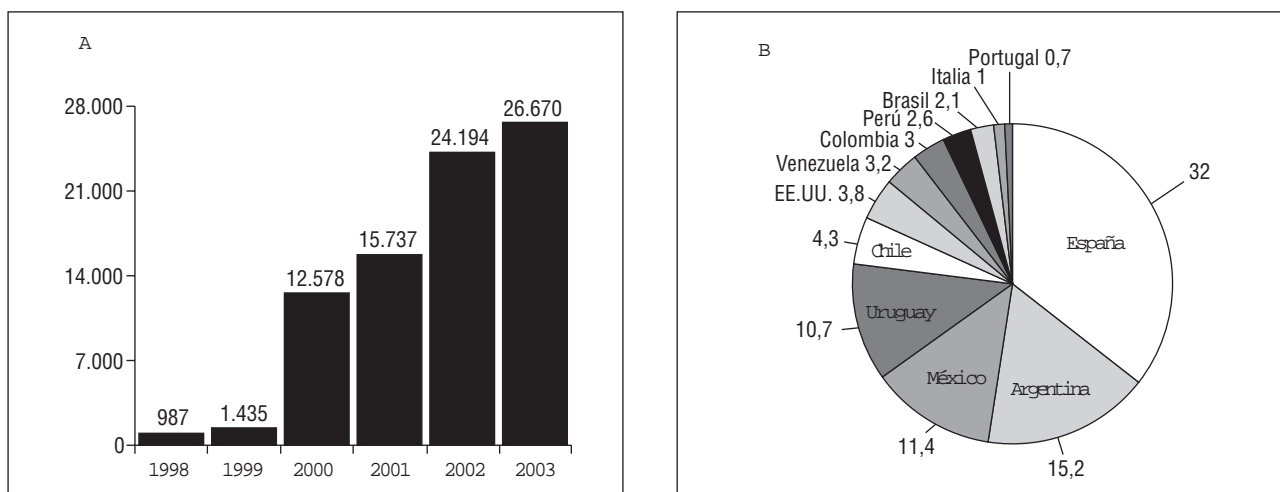 A
28.000
21.000
14.000
7.000
0
987
1.435
12.578
15.737
24.194
26.670
1998 1999 2000 2001 2002 2003
B
Portugal 0,7
Italia 1
Brasil 2,1
Perú 2,6
Colombia 3
Venezuela 3,2
EE.UU. 3,8
4,3
Chile
Uruguay
10,7
México
11,4
Argentina
15,2
España
32